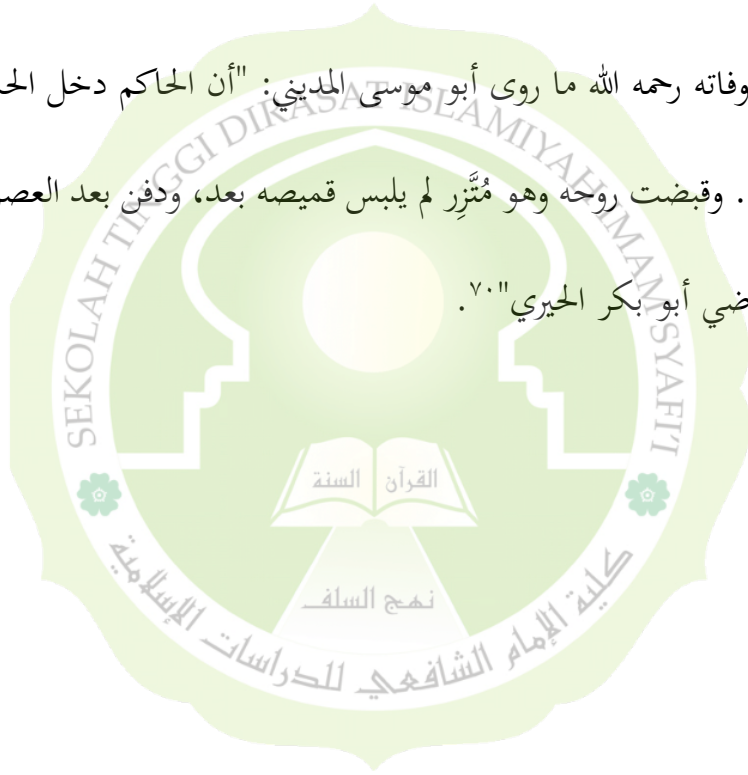 وفاته رحمه الله ما روى أبو موسى المديني: "أن الحاكم دخل الح
. وقبضت روحه وهو مُتَّزِر لم يلبس قميصه بعد، ودفن بعد العصر
ضي أبو بكر الحيري"٧٠.
SEKOLAH TINGGI DIRASAT ISLAMIYAH IMAM SYAFI'I
القرآن السنة
نهج السلف
كلية الإمام الشافعي للدراسات الإسلامية